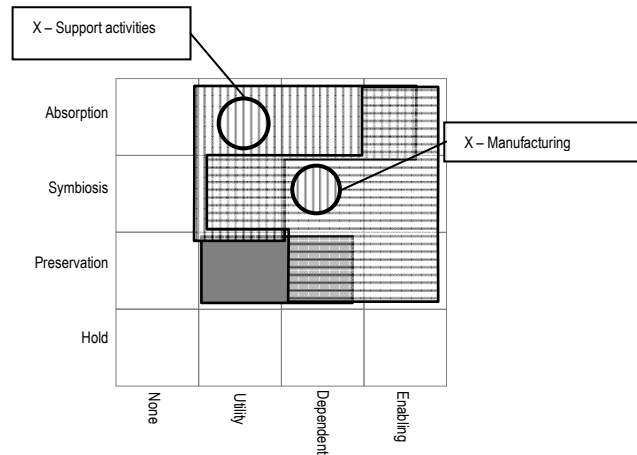 X – Support activities
Absorption
X – Manufacturing
Symbiosis
Preservation
Hold
None
Utility
Dependent
Enabling